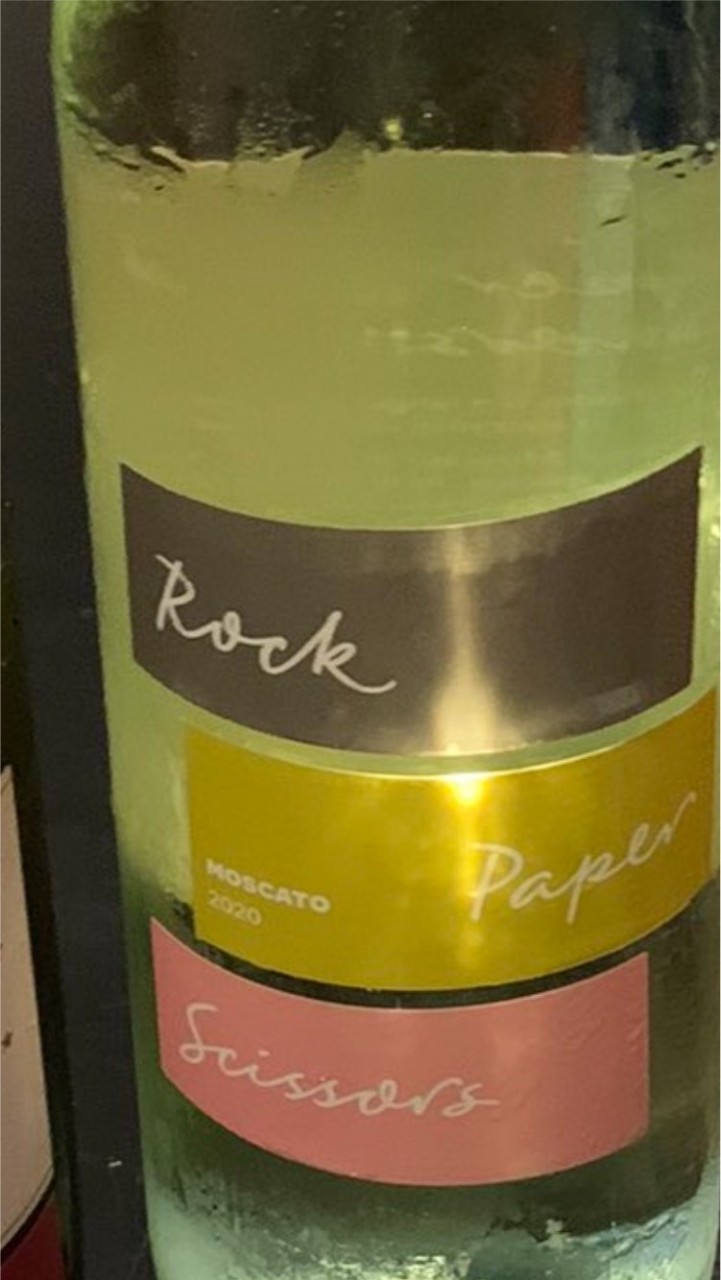 Rock
Paper
MOSCATO
2020
Scissors